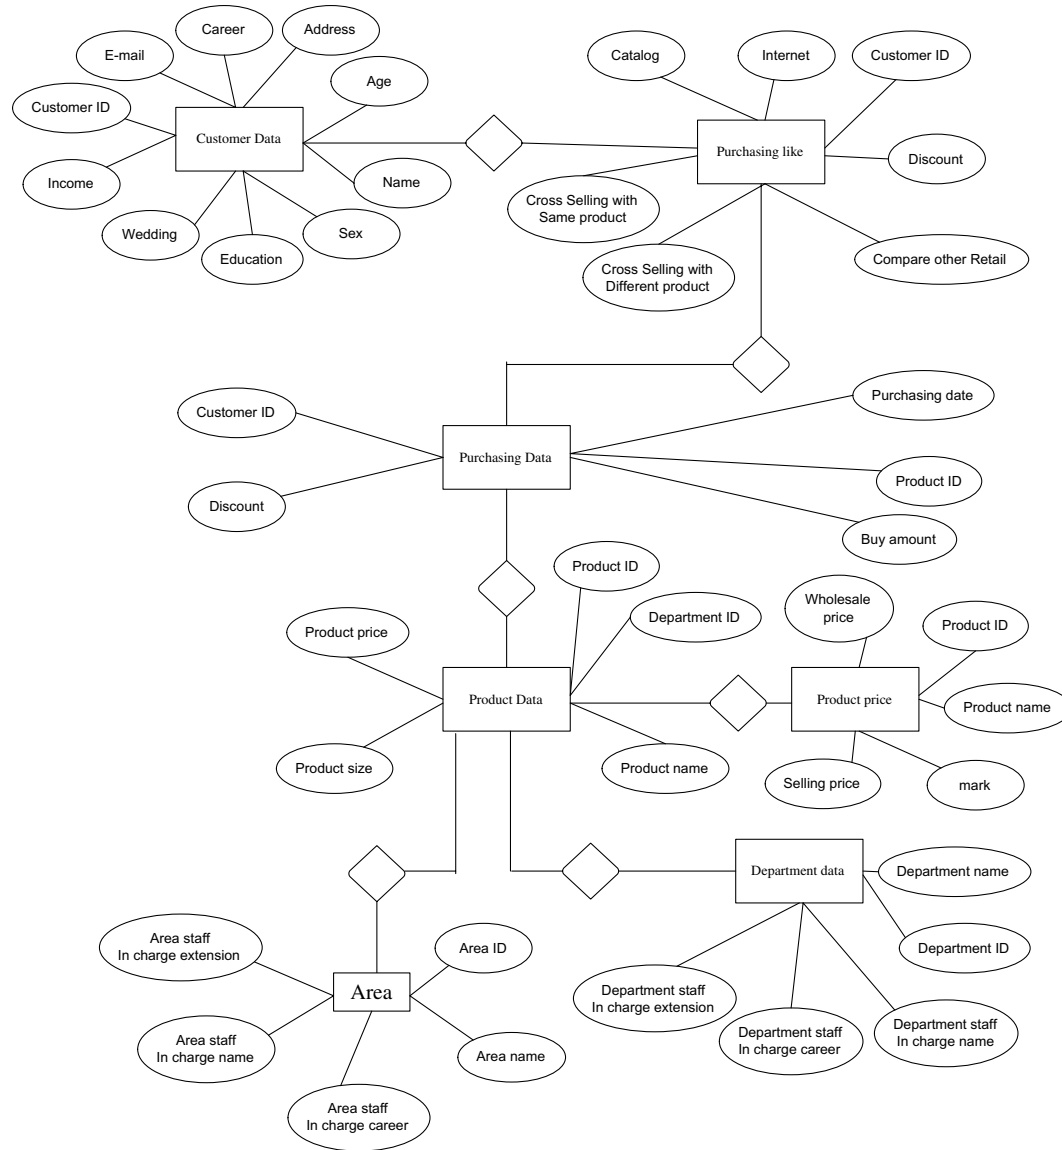 Career
Address
E-mail
Age
Customer ID
Customer Data
Income
Name
Wedding
Sex
Education
Catalog
Internet
Customer ID
Purchasing like
Discount
Cross Selling with
Same product
Cross Selling with
Different product
Compare other Retail
Customer ID
Purchasing date
Purchasing Data
Discount
Product ID
Buy amount
Product ID
Product price
Department ID
Product Data
Product size
Product name
Wholesale
price
Product ID
Product price
Product name
Selling price
mark
Department data
Department name
Department ID
Department staff
In charge extension
Department staff
In charge career
Department staff
In charge name
Area staff
In charge extension
Area ID
Area
Area staff
In charge name
Area name
Area staff
In charge career